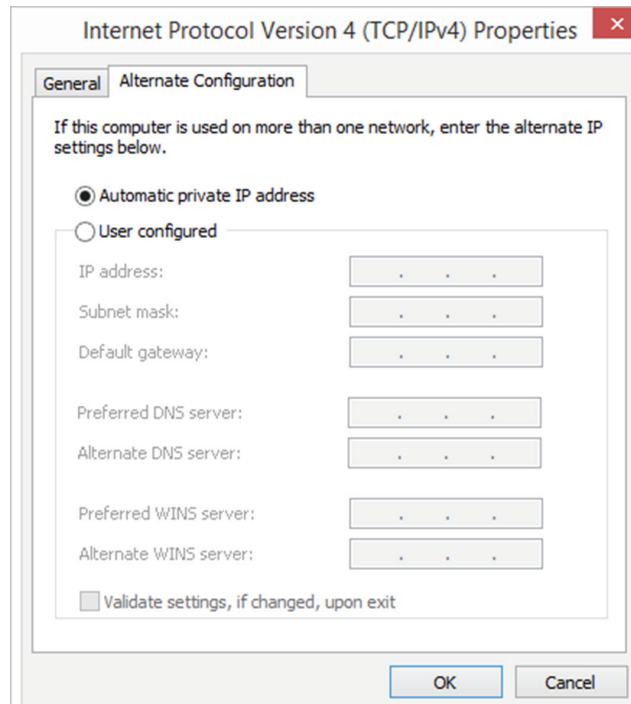 Internet Protocol Version 4 (TCP/IPv4) Properties
General
Alternate Configuration
If this computer is used on more than one network, enter the alternate IP
settings below.
Automatic private IP address
User configured
IP address:
Subnet mask:
Default gateway:
Preferred DNS server:
Alternate DNS server:
Preferred WINS server:
Alternate WINS server:
Validate settings, if changed, upon exit
OK
Cancel